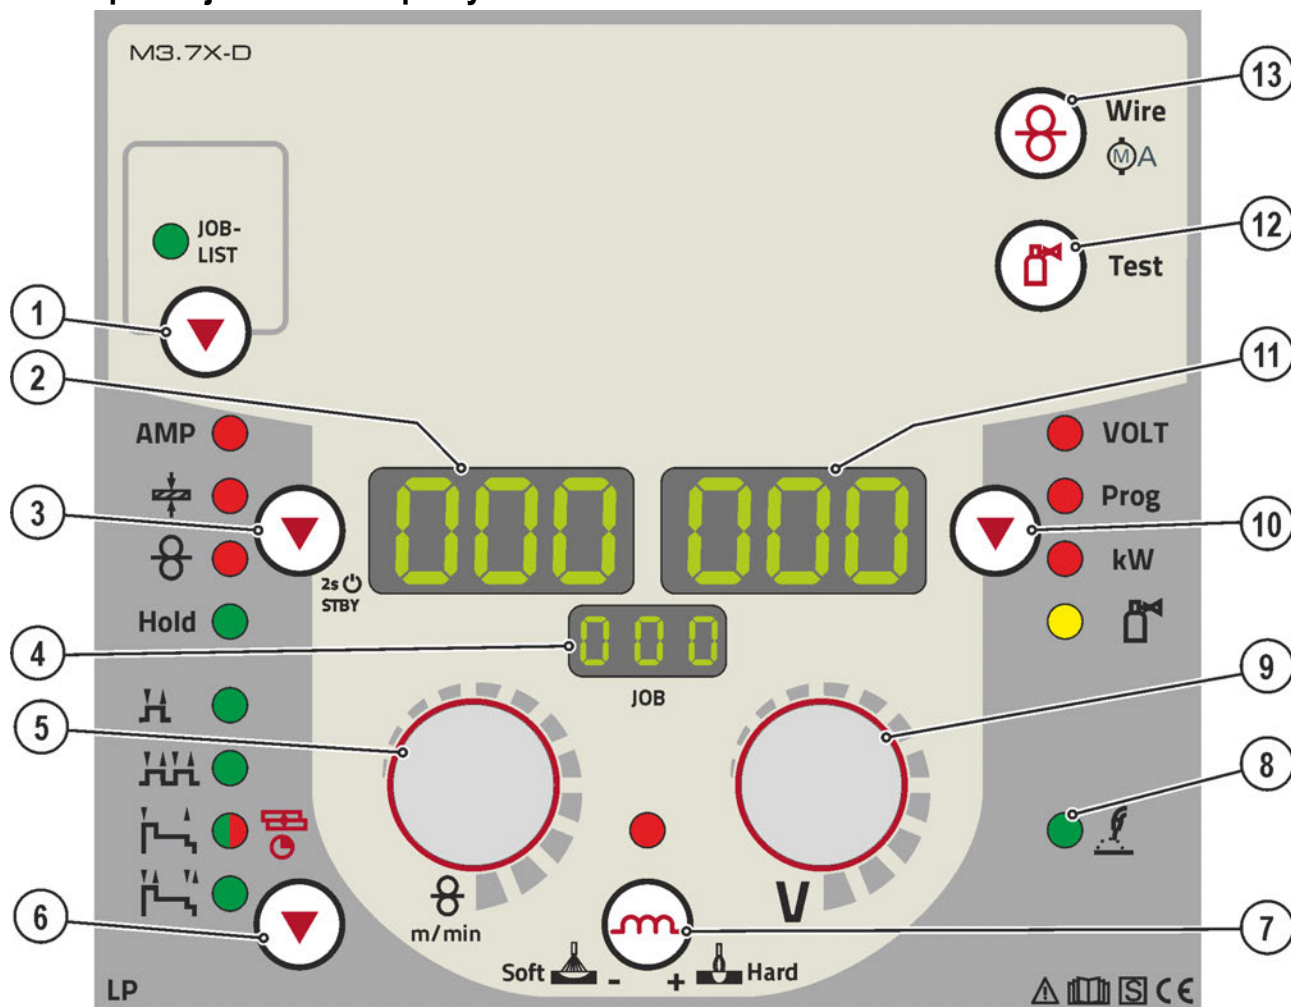 M3.7X-D
13
Wire
M A
JOB-
LIST
12
Test
1
11
2
AMP
VOLT
3
Prog
10
2s
STBY
kW
Hold
000
000
4
000
JOB
9
5
8
6
m/min
V
7
Soft - + Hard
LP
S CE